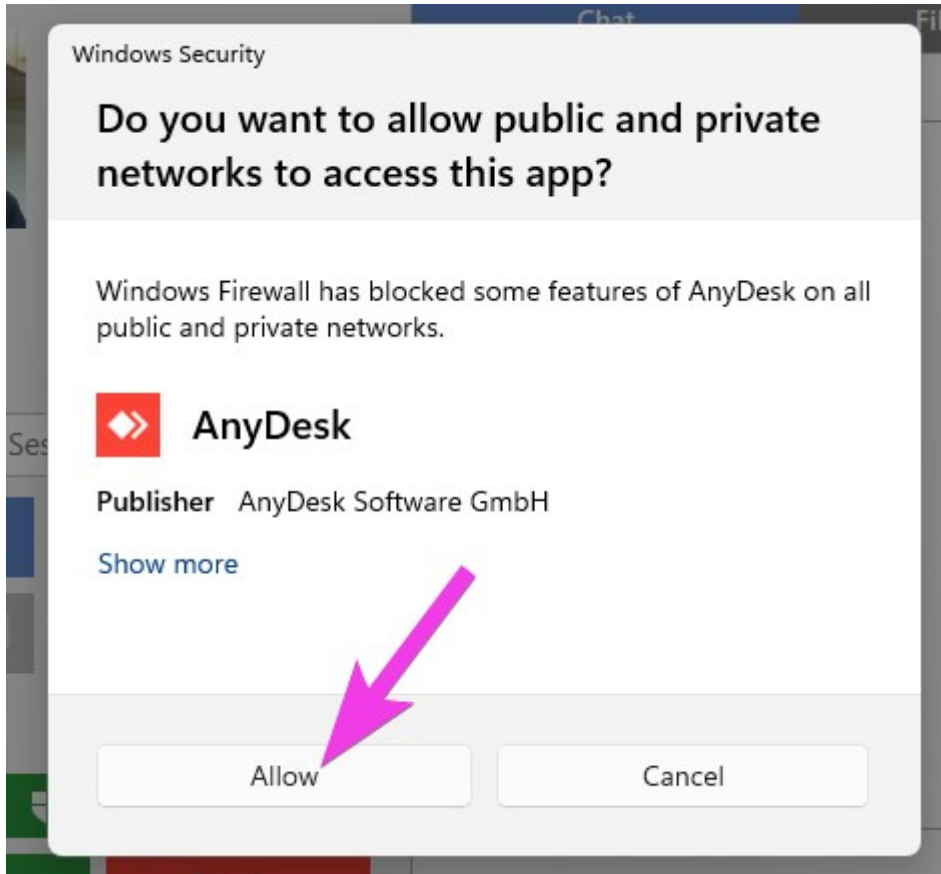 Chat
Windows Security
Do you want to allow public and private
networks to access this app?
Windows Firewall has blocked some features of AnyDesk on all
public and private networks.
AnyDesk
Publisher AnyDesk Software GmbH
Show more
Allow
Cancel